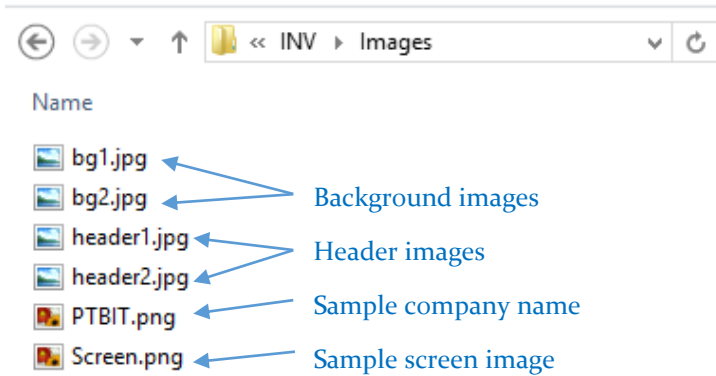 « INV Images
Name
bg1.jpg
bg2.jpg
Background images
header1.jpg
Header images
header2.jpg
PTBIT.png
Sample company name
Screen.png
Sample screen image